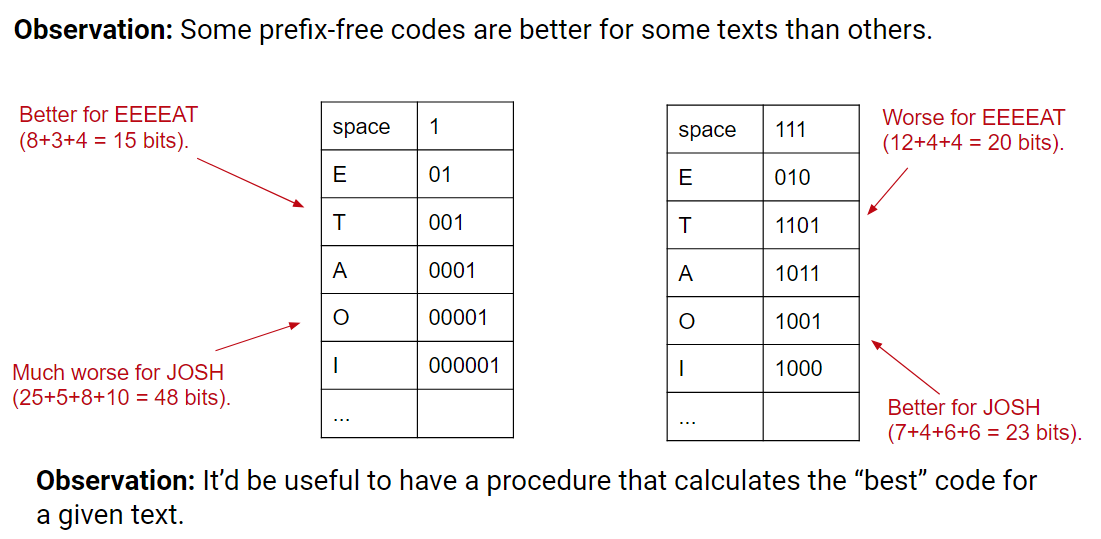 Observation: Some prefix-free codes are better for some texts than others.
Better for EEEEAT
(8+3+4 = 15 bits).
space 1
E 01
T 001
A 0001
O 00001
I 000001
...
Much worse for JOSH
(25+5+8+10 = 48 bits).
space 111
E 010
T 1101
A 1011
O 1001
I 1000
...
Worse for EEEEAT
(12+4+4 = 20 bits).
Better for JOSH
(7+4+6+6 = 23 bits).
Observation: It’d be useful to have a procedure that calculates the “best” code for
a given text.